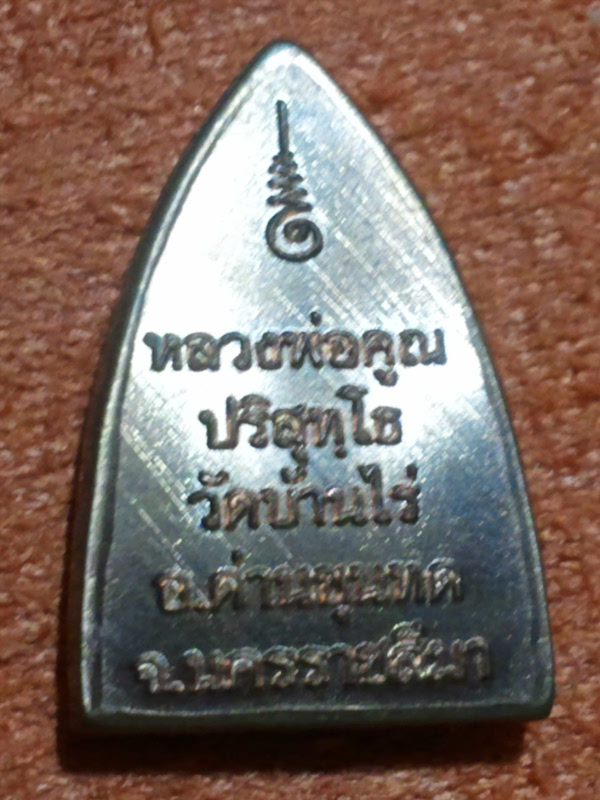 หลวงพ่อคูณ
ปริสุทฺโธ
วัดบ้านไร่
อ.ด่านขุนทด
จ.นครราชสีมา